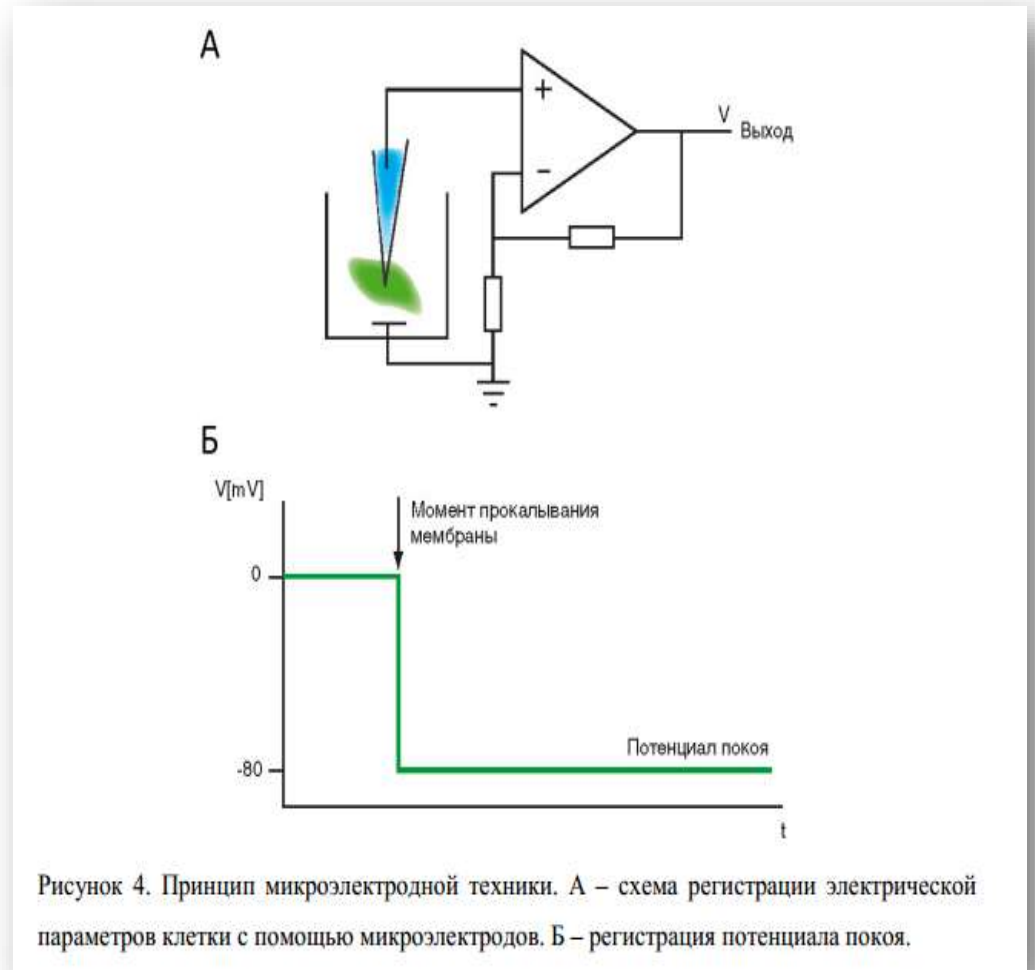 А
+
V
Выход
−
Б
V[mV]
Момент прокалывания
мембраны
0
Потенциал покоя
-80
t
Рисунок 4. Принцип микроэлектродной техники. А – схема регистрации электрической
параметров клетки с помощью микроэлектродов. Б – регистрация потенциала покоя.